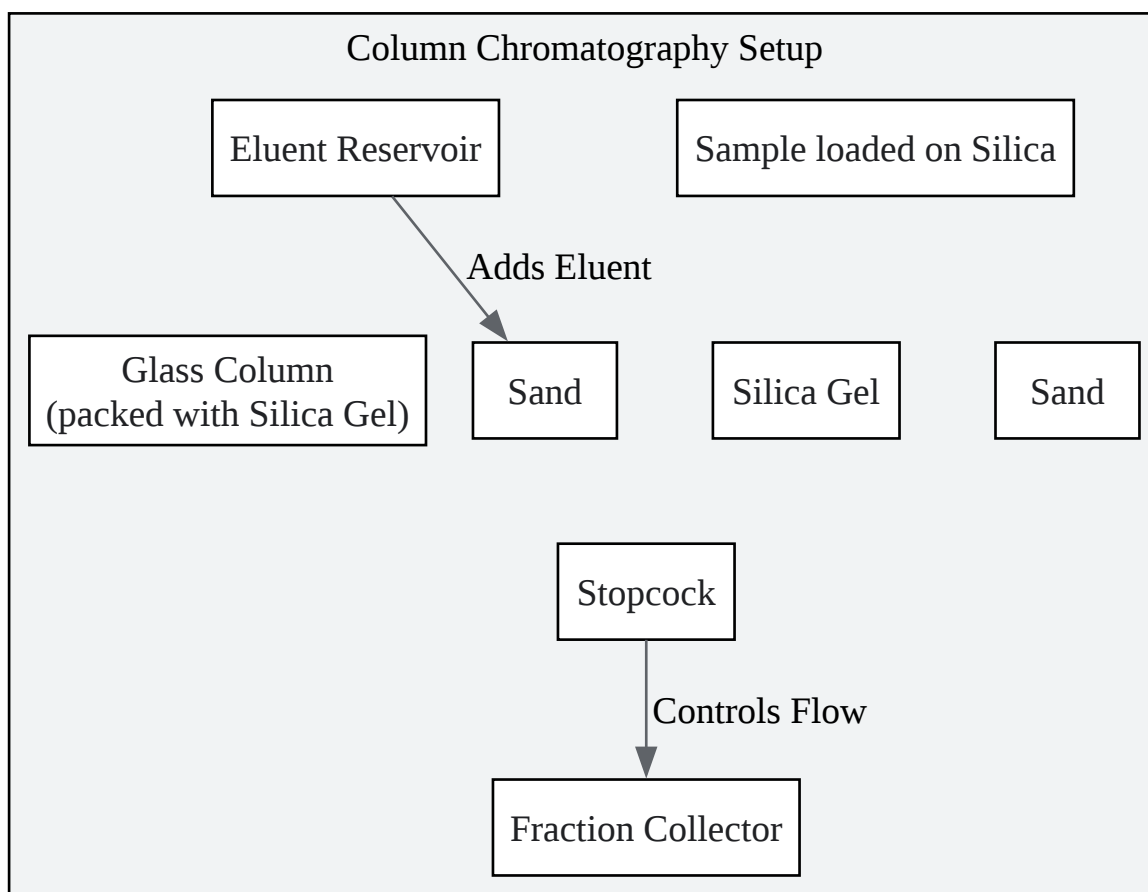 Column Chromatography Setup
Eluent Reservoir
Sample loaded on Silica
Adds Eluent
Glass Column
(packed with Silica Gel)
Sand
Silica Gel
Sand
Stopcock
Controls Flow
Fraction Collector